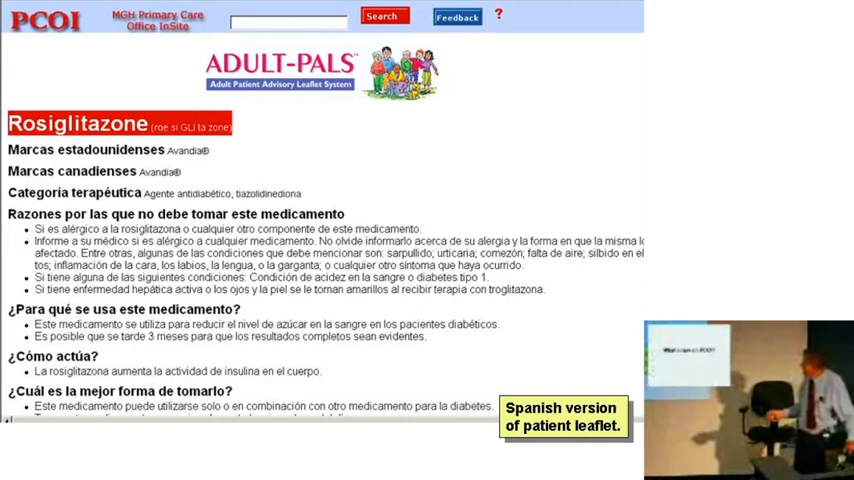 PCOI
MGH Primary Care
Office InSite
Search
Feedback
?
ADULT-PALS™
Adult Patient Advisory Leaflet System
Rosiglitazone (roe si GLI ta zone)
Marcas estadounidenses Avandia®
Marcas canadienses Avandia®
Categoría terapéutica Agente antidiabético, tiazolidinediona
Razones por las que no debe tomar este medicamento
• Si es alérgico a la rosiglitazona o cualquier otro componente de este medicamento.
• Informe a su médico si es alérgico a cualquier medicamento. No olvide informarlo acerca de su alergia y la forma en que la misma lo
afectado. Entre otras, algunas de las condiciones que debe mencionar son: sarpullido; urticaria; comezón; falta de aire; silbido en el
tos; inflamación de la cara, los labios, la lengua, o la garganta; o cualquier otro síntoma que haya ocurrido.
• Si tiene alguna de las siguientes condiciones: Condición de acidez en la sangre o diabetes tipo 1.
• Si tiene enfermedad hepática activa o los ojos y la piel se le tornan amarillos al recibir terapia con troglitazona.
¿Para qué se usa este medicamento?
• Este medicamento se utiliza para reducir el nivel de azúcar en la sangre en los pacientes diabéticos.
• Es posible que se tarde 3 meses para que los resultados completos sean evidentes.
¿Cómo actúa?
• La rosiglitazona aumenta la actividad de insulina en el cuerpo.
¿Cuál es la mejor forma de tomarlo?
• Este medicamento puede utilizarse solo o en combinación con otro medicamento para la diabetes.
Spanish version
of patient leaflet.